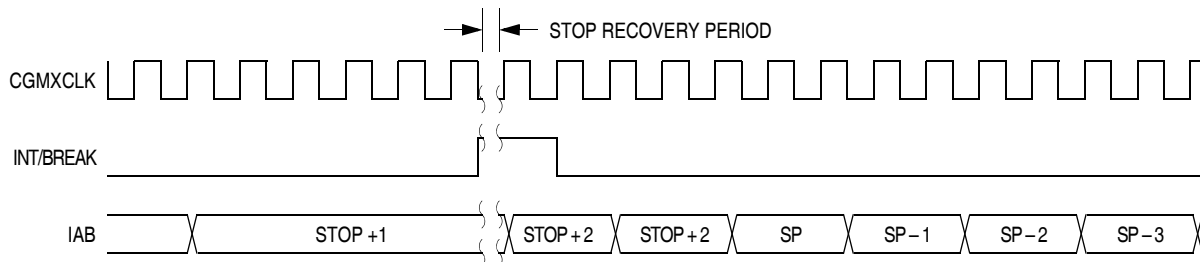 STOP RECOVERY PERIOD
CGMXCLK
INT/BREAK
IAB STOP +1 STOP + 2 STOP + 2 SP SP – 1 SP – 2 SP – 3